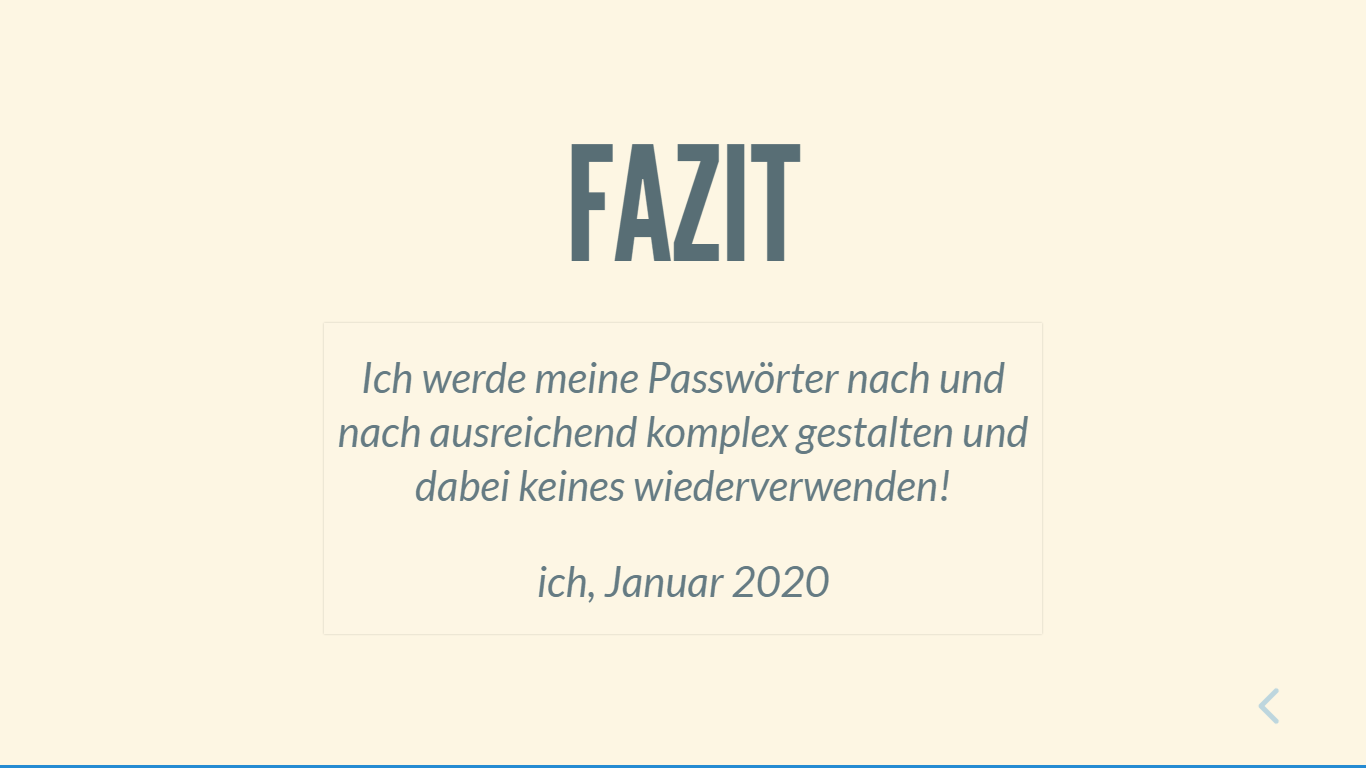 FAZIT
Ich werde meine Passwörter nach und
nach ausreichend komplex gestalten und
dabei keines wiederverwenden!
ich, Januar 2020